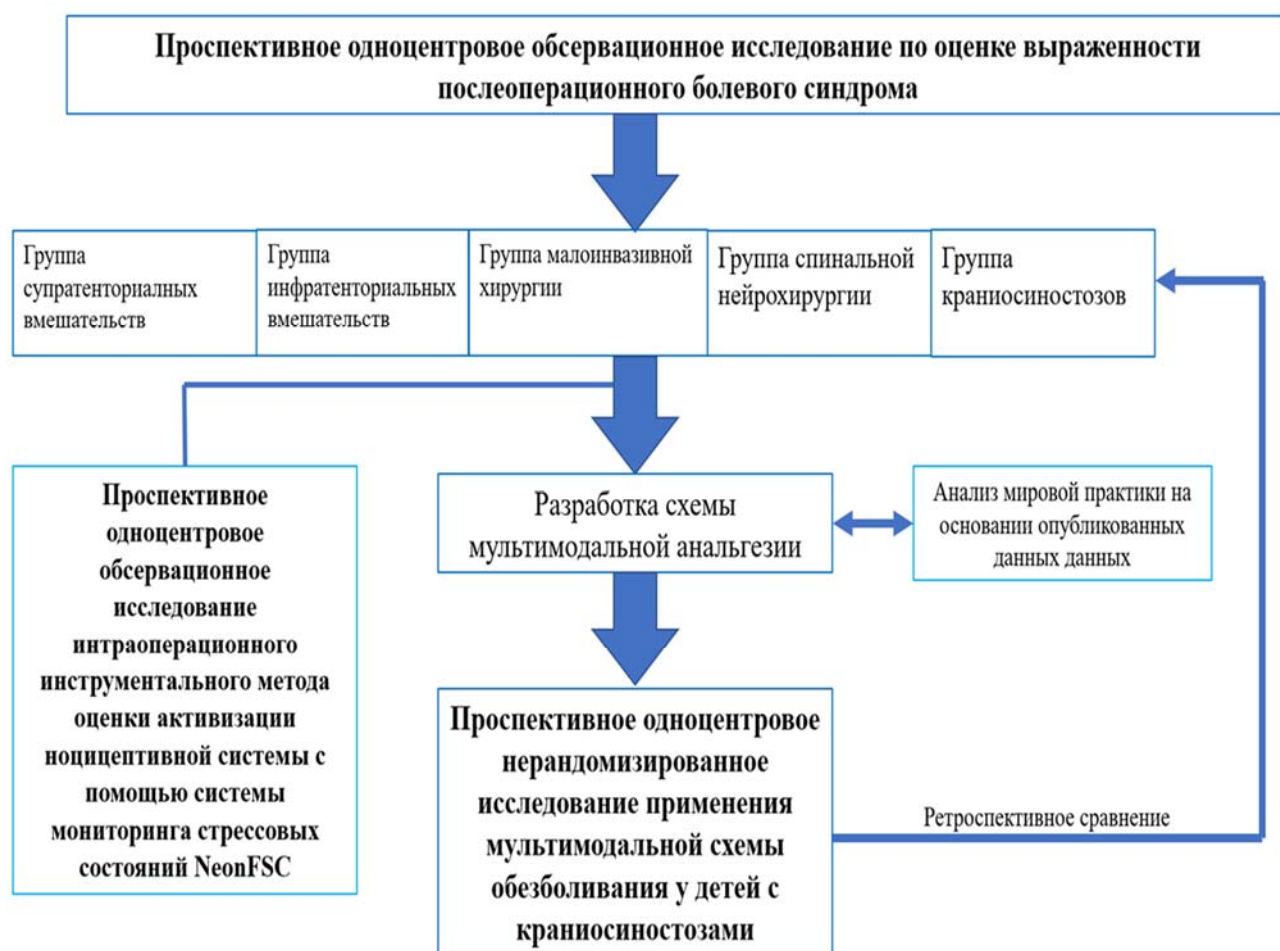 Проспективное одноцентровое обсервационное исследование по оценке выраженности
послеоперационного болевого синдрома
Группа
супратенториалных
вмешательств
Группа
инфратенториальных
вмешательств
Группа малоинвазивной
хирургии
Группа спинальной
нейрохирургии
Группа
краниосиностозов
Проспективное
одноцентровое
обсервационное
исследование
интраоперационного
инструментального метода
оценки активизации
ноцицептивной системы с
помощью системы
мониторинга стрессовых
состояний NeonFSC
Разработка схемы
мультимодальной анальгезии
Анализ мировой практики на
основании опубликованных
данных данных
Проспективное одноцентровое
нерандомизированное
исследование применения
мультимодальной схемы
обезболивания у детей с
краниосиностозами
Ретроспективное сравнение